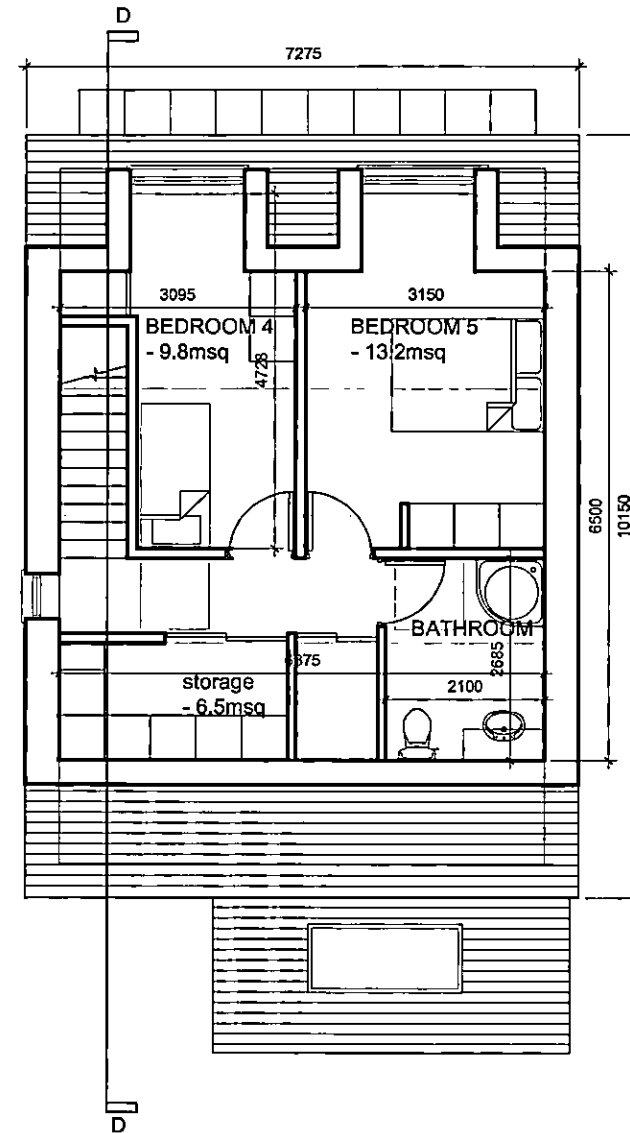 D
7275
3095
3150
BEDROOM 4
- 9.8msq
BEDROOM 5
- 13.2msq
4728
6500
10150
BATHROOM
2685
6375
storage
- 6.5msq
2100
D